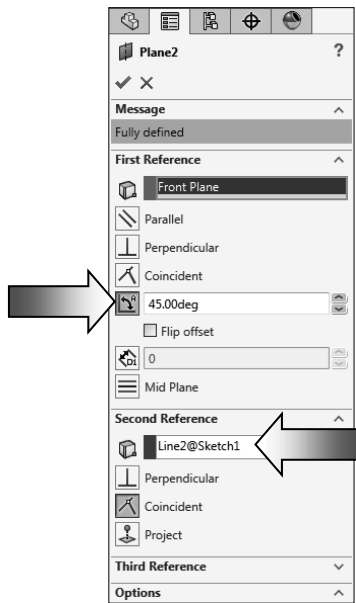 Plane2 ?
Message
Fully defined
First Reference
Front Plane
Parallel
Perpendicular
Coincident
45.00deg
Flip offset
D1 0
Mid Plane
Second Reference
Line2@Sketch1
Perpendicular
Coincident
Project
Third Reference
Options